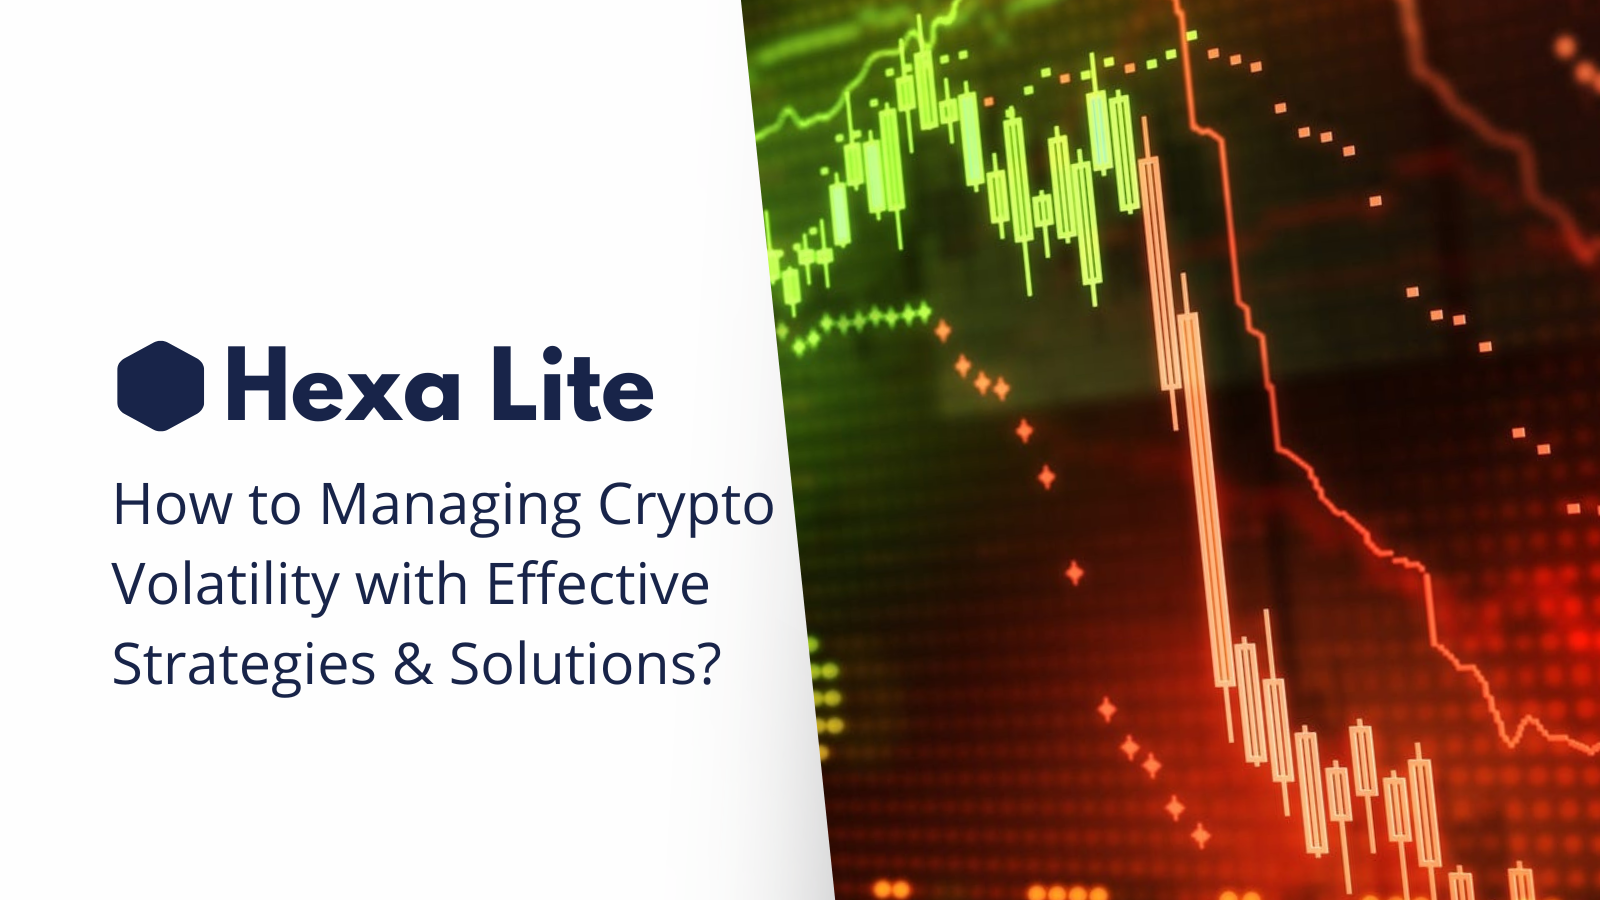 Hexa Lite
How to Managing Crypto
Volatility with Effective
Strategies & Solutions?